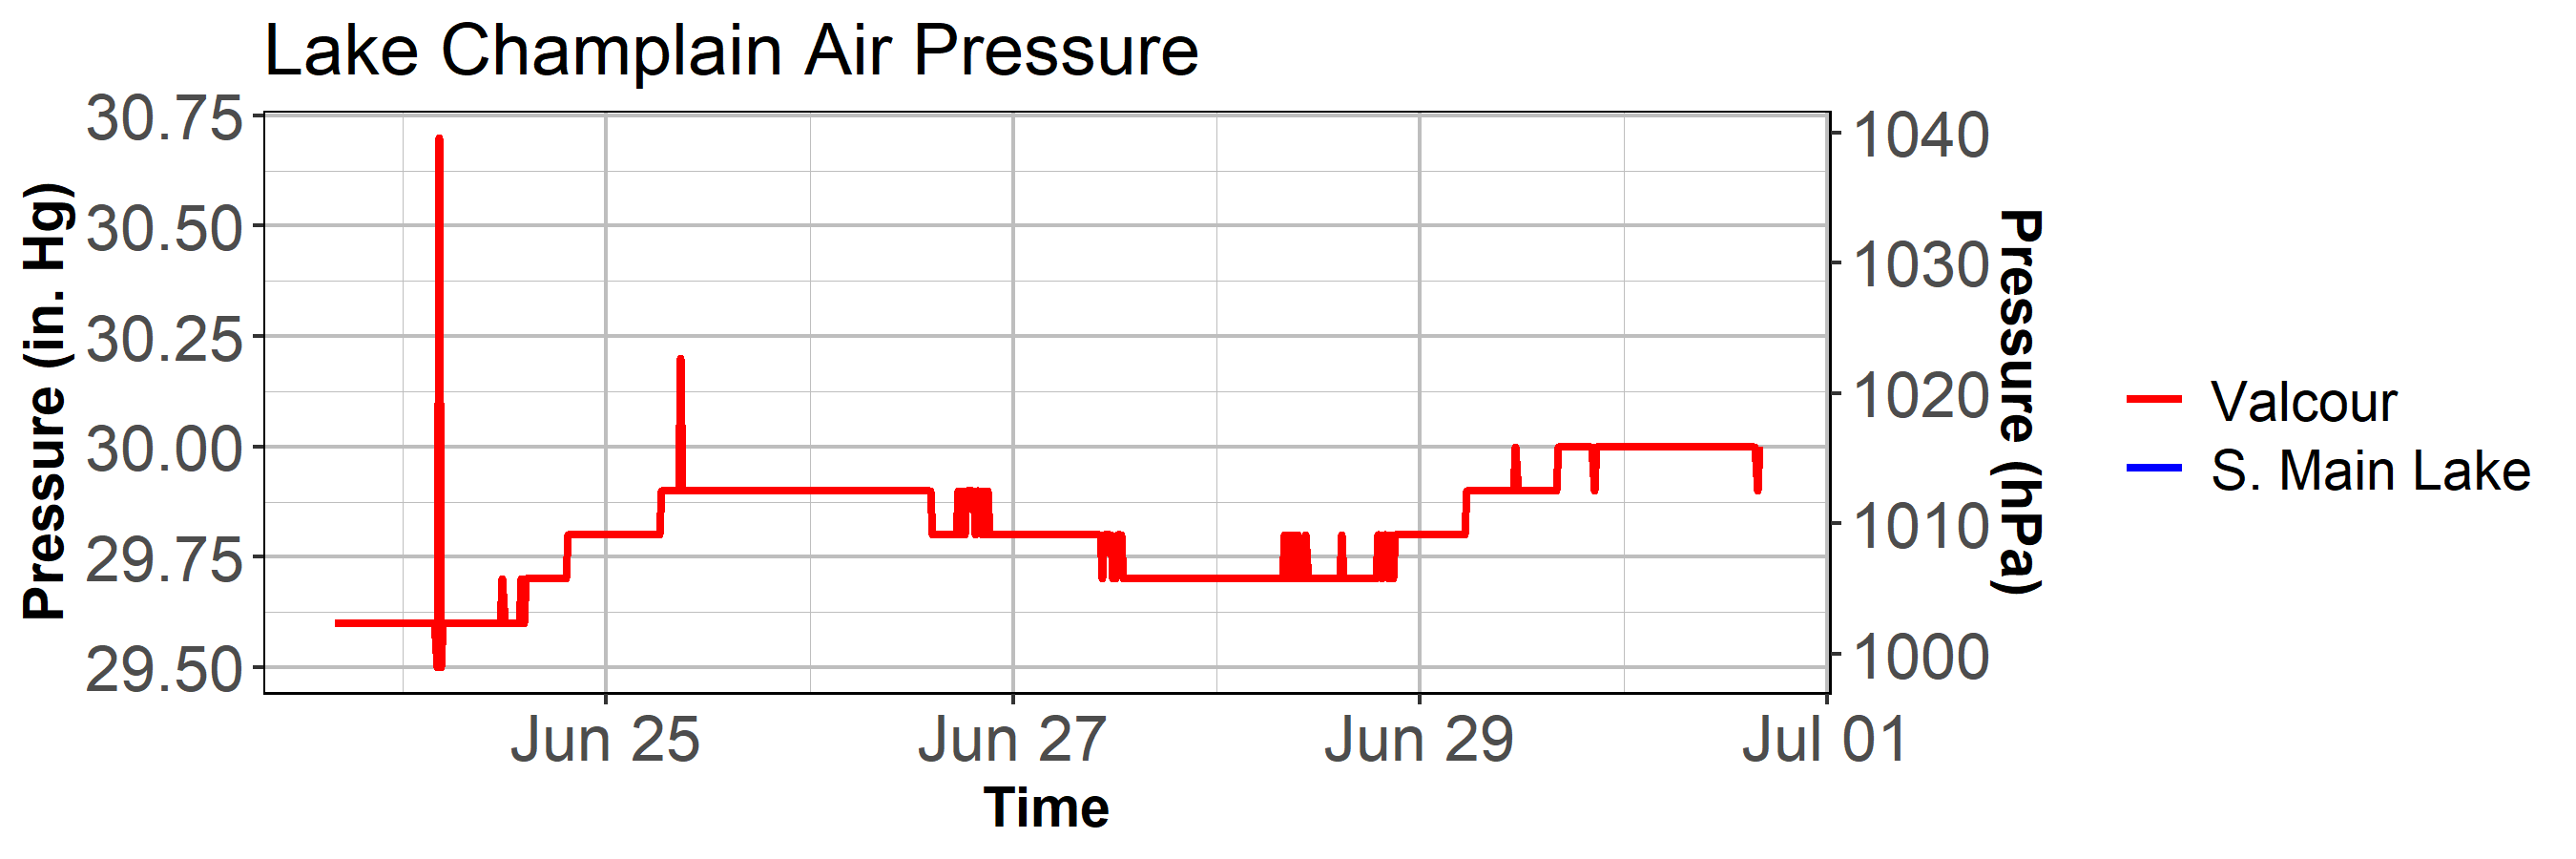 Lake Champlain Air Pressure
30.75
30.50
30.25
30.00
29.75
29.50
Pressure (in. Hg)
1040
1030
1020
1010
1000
Pressure (hPa)
Jun 25
Jun 27
Jun 29
Jul 01
Time
Valcour
S. Main Lake